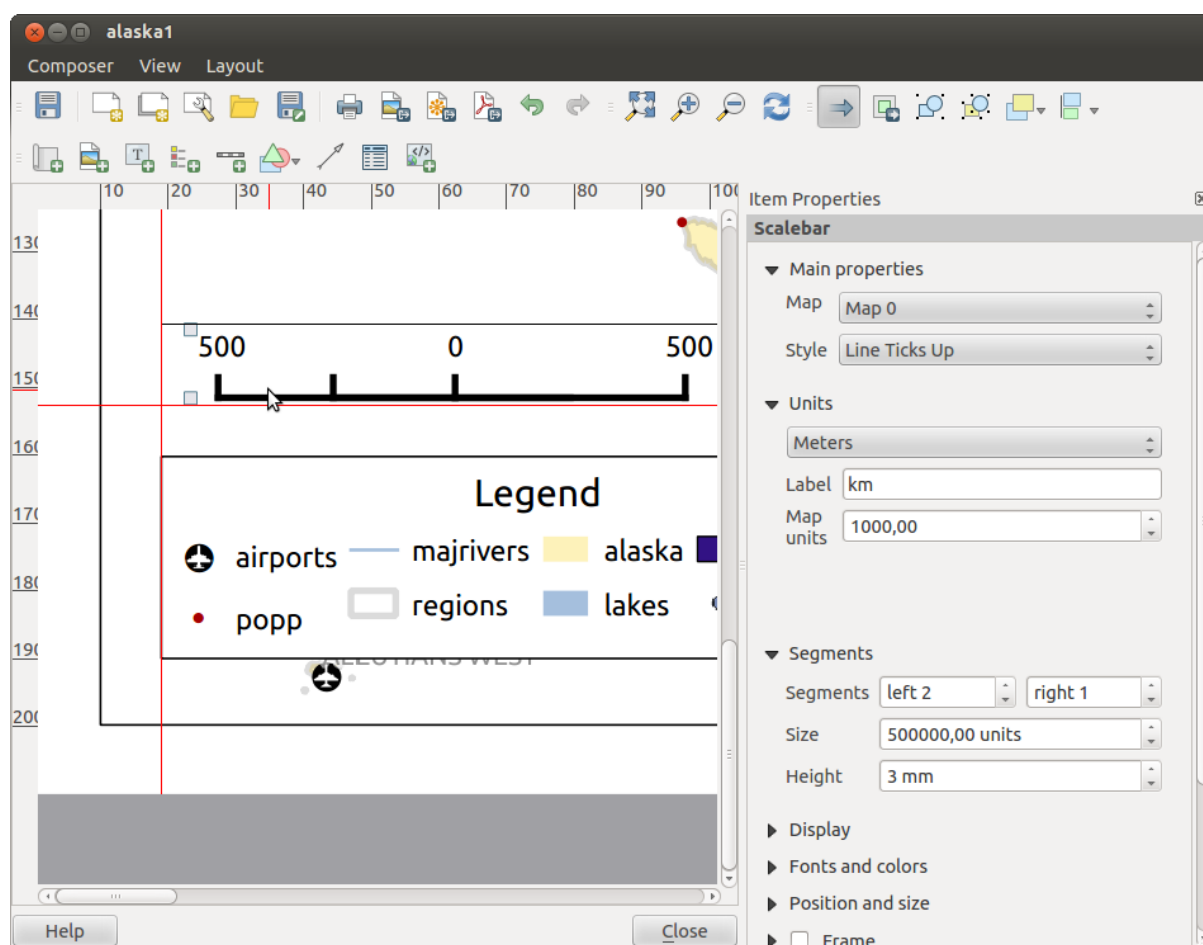 alaska1
Composer View Layout
10 20 30 40 50 60 70 80 90 100
130
140
150
160
170
180
190
200
500 0 500
Legend
airports majrivers alaska
popp regions lakes
Help Close
Item Properties
Scalebar
Main properties
Map Map 0
Style Line Ticks Up
Units
Meters
Label km
Map units 1000,00
Segments
Segments left 2 right 1
Size 500000,00 units
Height 3 mm
Display
Fonts and colors
Position and size
Frame